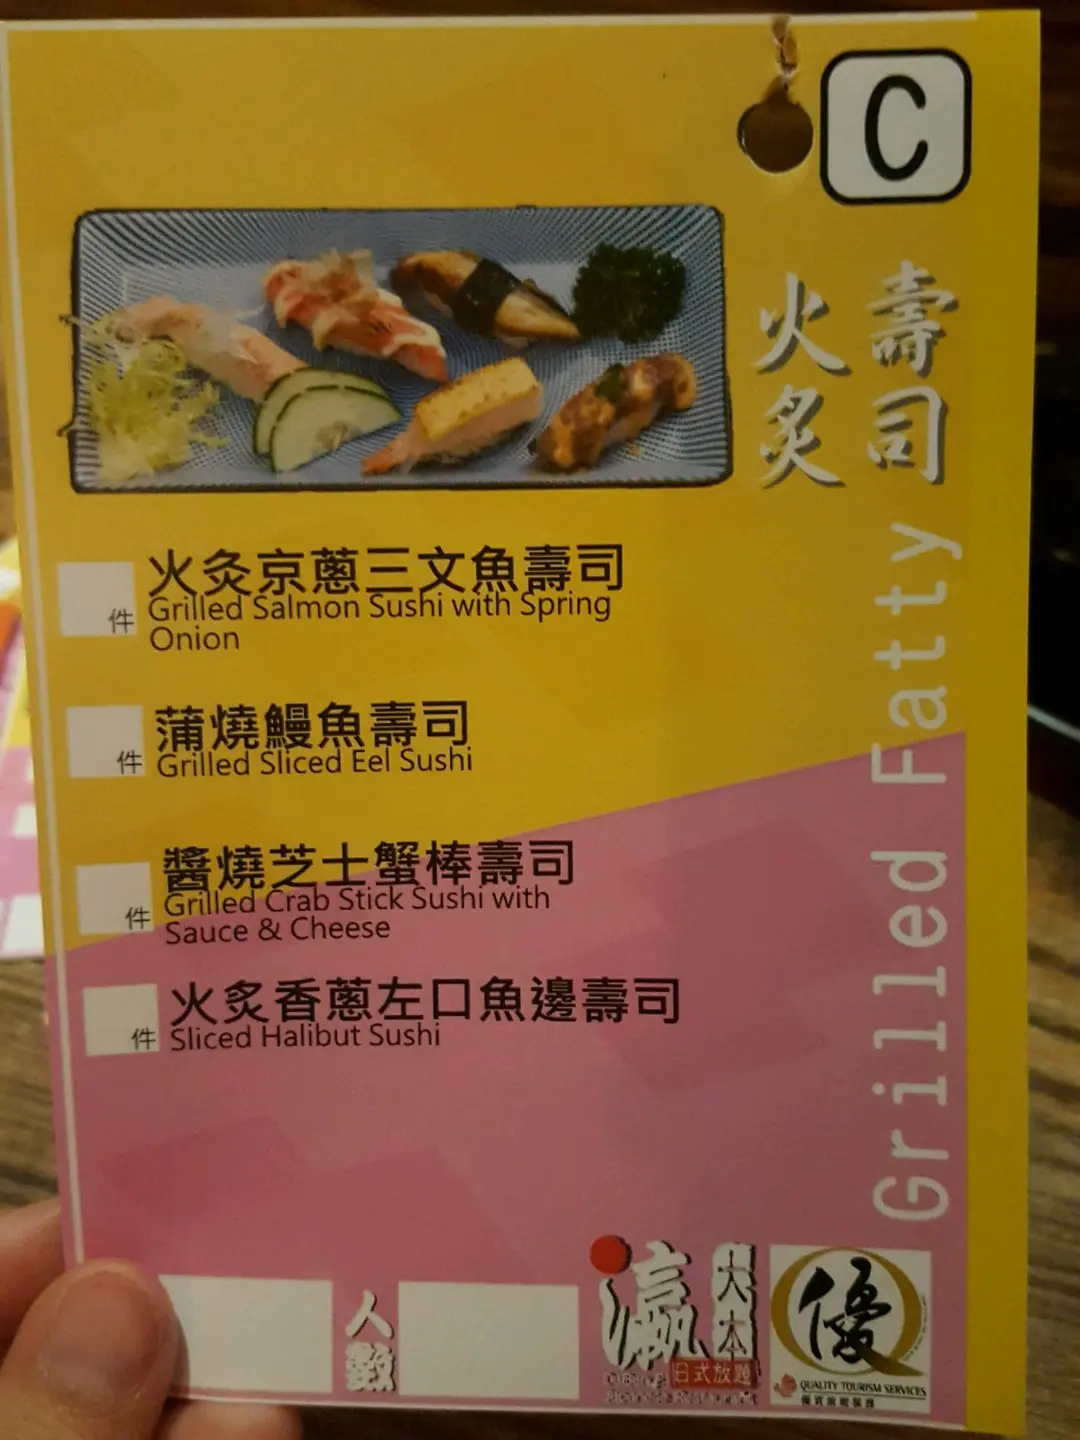 C
壽司
火炙
Grilled Fatty
火灸京蔥三文魚壽司
件
Grilled Salmon Sushi with Spring
Onion
蒲燒鰻魚壽司
件
Grilled Sliced Eel Sushi
醬燒芝士蟹棒壽司
件
Grilled Crab Stick Sushi with
Sauce & Cheese
火炙香蔥左口魚邊壽司
件
Sliced Halibut Sushi
人數
瀛
大本
日式放題
優
QUALITY TOURISM SERVICES